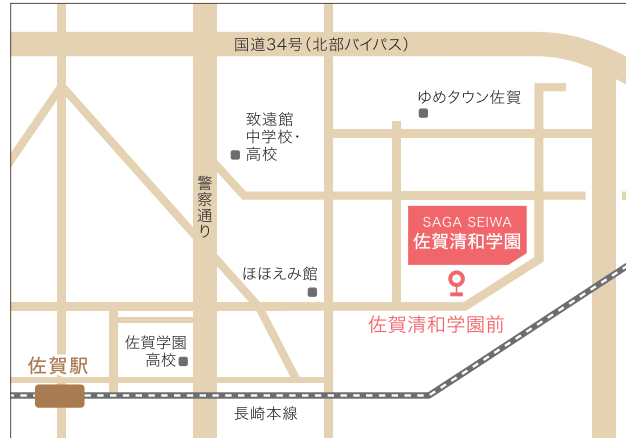 国道34号(北部バイパス)
ゆめタウン佐賀
致遠館
中学校・
高校
警察通り
SAGA SEIWA
佐賀清和学園
ほほえみ館
佐賀清和学園前
佐賀学園
高校
佐賀駅
長崎本線